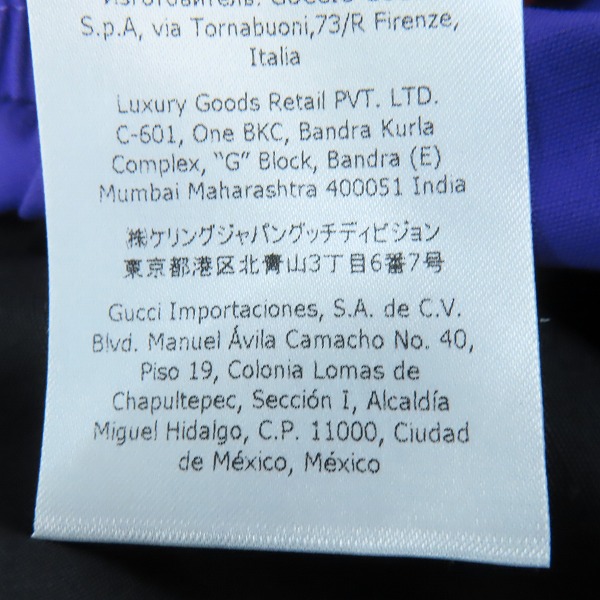 S.p.A, via Tornabuoni,73/R Firenze,
Italia
Luxury Goods Retail PVT. LTD.
C-601, One BKC, Bandra Kurla
Complex, "G" Block, Bandra (E)
Mumbai Maharashtra 400051 India
㈱ケリングジャパングッチディビジョン
東京都港区北青山3丁目6番7号
Gucci Importaciones, S.A. de C.V.
Blvd. Manuel Ávila Camacho No. 40,
Piso 19, Colonia Lomas de
Chapultepec, Sección I, Alcaldía
Miguel Hidalgo, C.P. 11000, Ciudad
de México, México